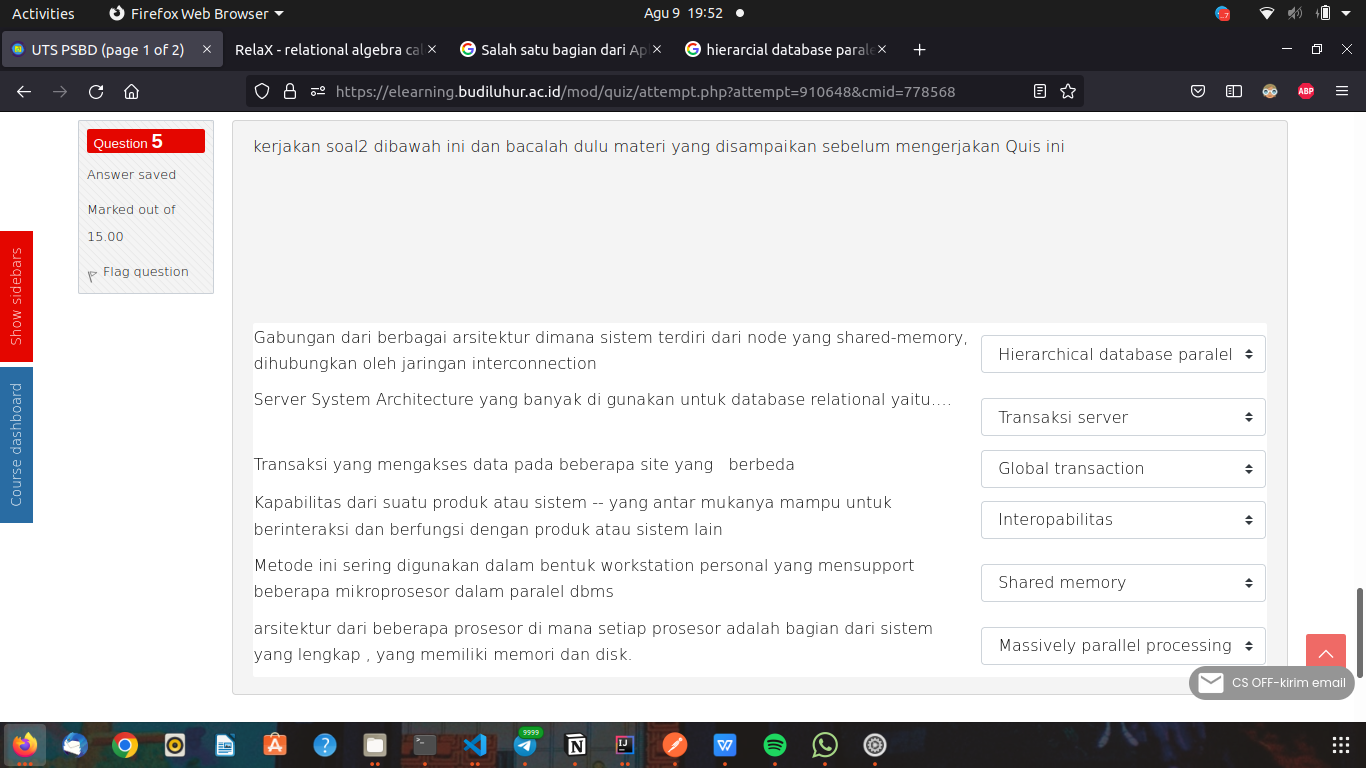 Activities
Firefox Web Browser
Agu 9 19:52
UTS PSBD (page 1 of 2)
RelaX - relational algebra cal
Salah satu bagian dari Ap
hierarcial database parale
https://elearning.budiluhur.ac.id/mod/quiz/attempt.php?attempt=910648&cmid=778568
ABP
Question 5
Answer saved
Marked out of
15.00
Flag question
Show sidebars
Course dashboard
kerjakan soal2 dibawah ini dan bacalah dulu materi yang disampaikan sebelum mengerjakan Quis ini
Gabungan dari berbagai arsitektur dimana sistem terdiri dari node yang shared-memory,
dihubungkan oleh jaringan interconnection
Hierarchical database paralel
Server System Architecture yang banyak di gunakan untuk database relational yaitu....
Transaksi server
Transaksi yang mengakses data pada beberapa site yang berbeda
Global transaction
Kapabilitas dari suatu produk atau sistem -- yang antar mukanya mampu untuk
berinteraksi dan berfungsi dengan produk atau sistem lain
Interopabilitas
Metode ini sering digunakan dalam bentuk workstation personal yang mensupport
beberapa mikroprosesor dalam paralel dbms
Shared memory
arsitektur dari beberapa prosesor di mana setiap prosesor adalah bagian dari sistem
yang lengkap , yang memiliki memori dan disk.
Massively parallel processing
CS OFF-kirim email
9999